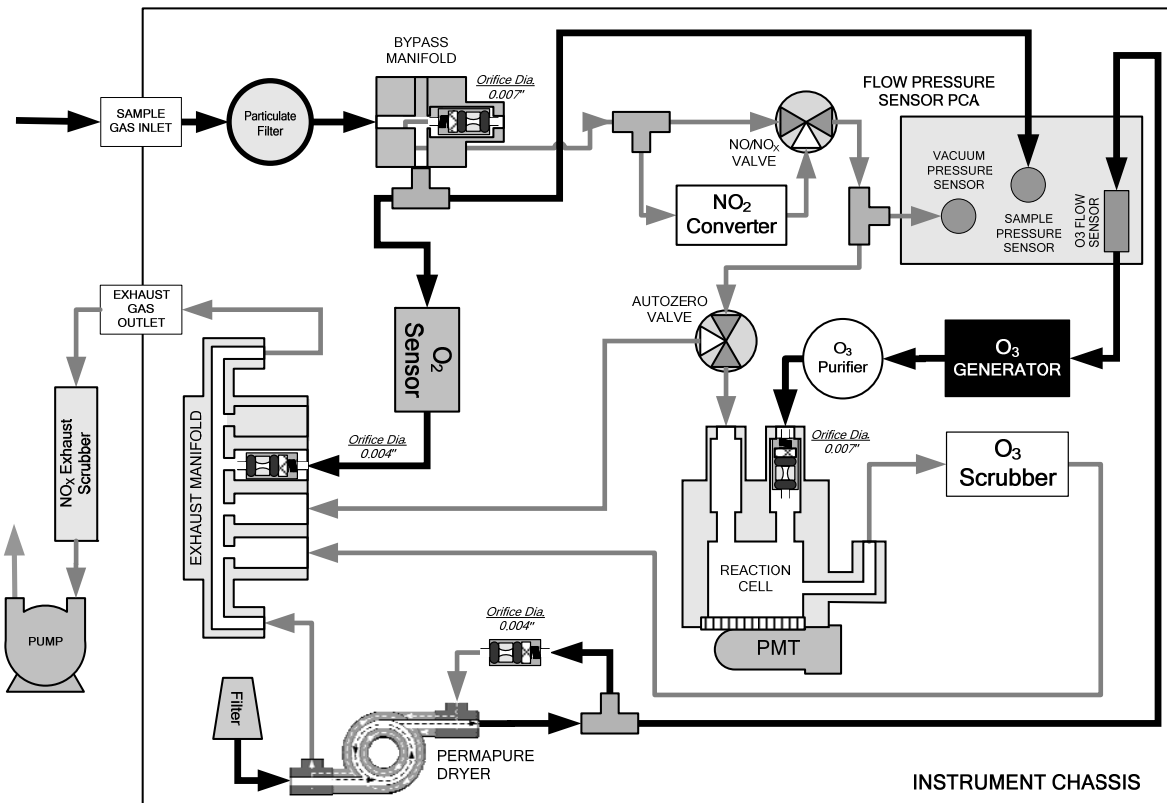 BYPASS
MANIFOLD
Orifice Dia.
0.007"
FLOW PRESSURE
SENSOR PCA
SAMPLE
GAS INLET
Particulate
Filter
NO/NOX
VALVE
VACUUM
PRESSURE
SENSOR
SAMPLE
PRESSURE
SENSOR
O3 FLOW
SENSOR
NO2
Converter
EXHAUST
GAS
OUTLET
AUTOZERO
VALVE
O2
Sensor
O3
Purifier
O3
GENERATOR
NOX Exhaust
Scrubber
EXHAUST MANIFOLD
Orifice Dia.
0.004"
Orifice Dia.
0.007"
O3
Scrubber
REACTION
CELL
PUMP
Orifice Dia.
0.004"
PMT
Filter
PERMAPURE
DRYER
INSTRUMENT CHASSIS